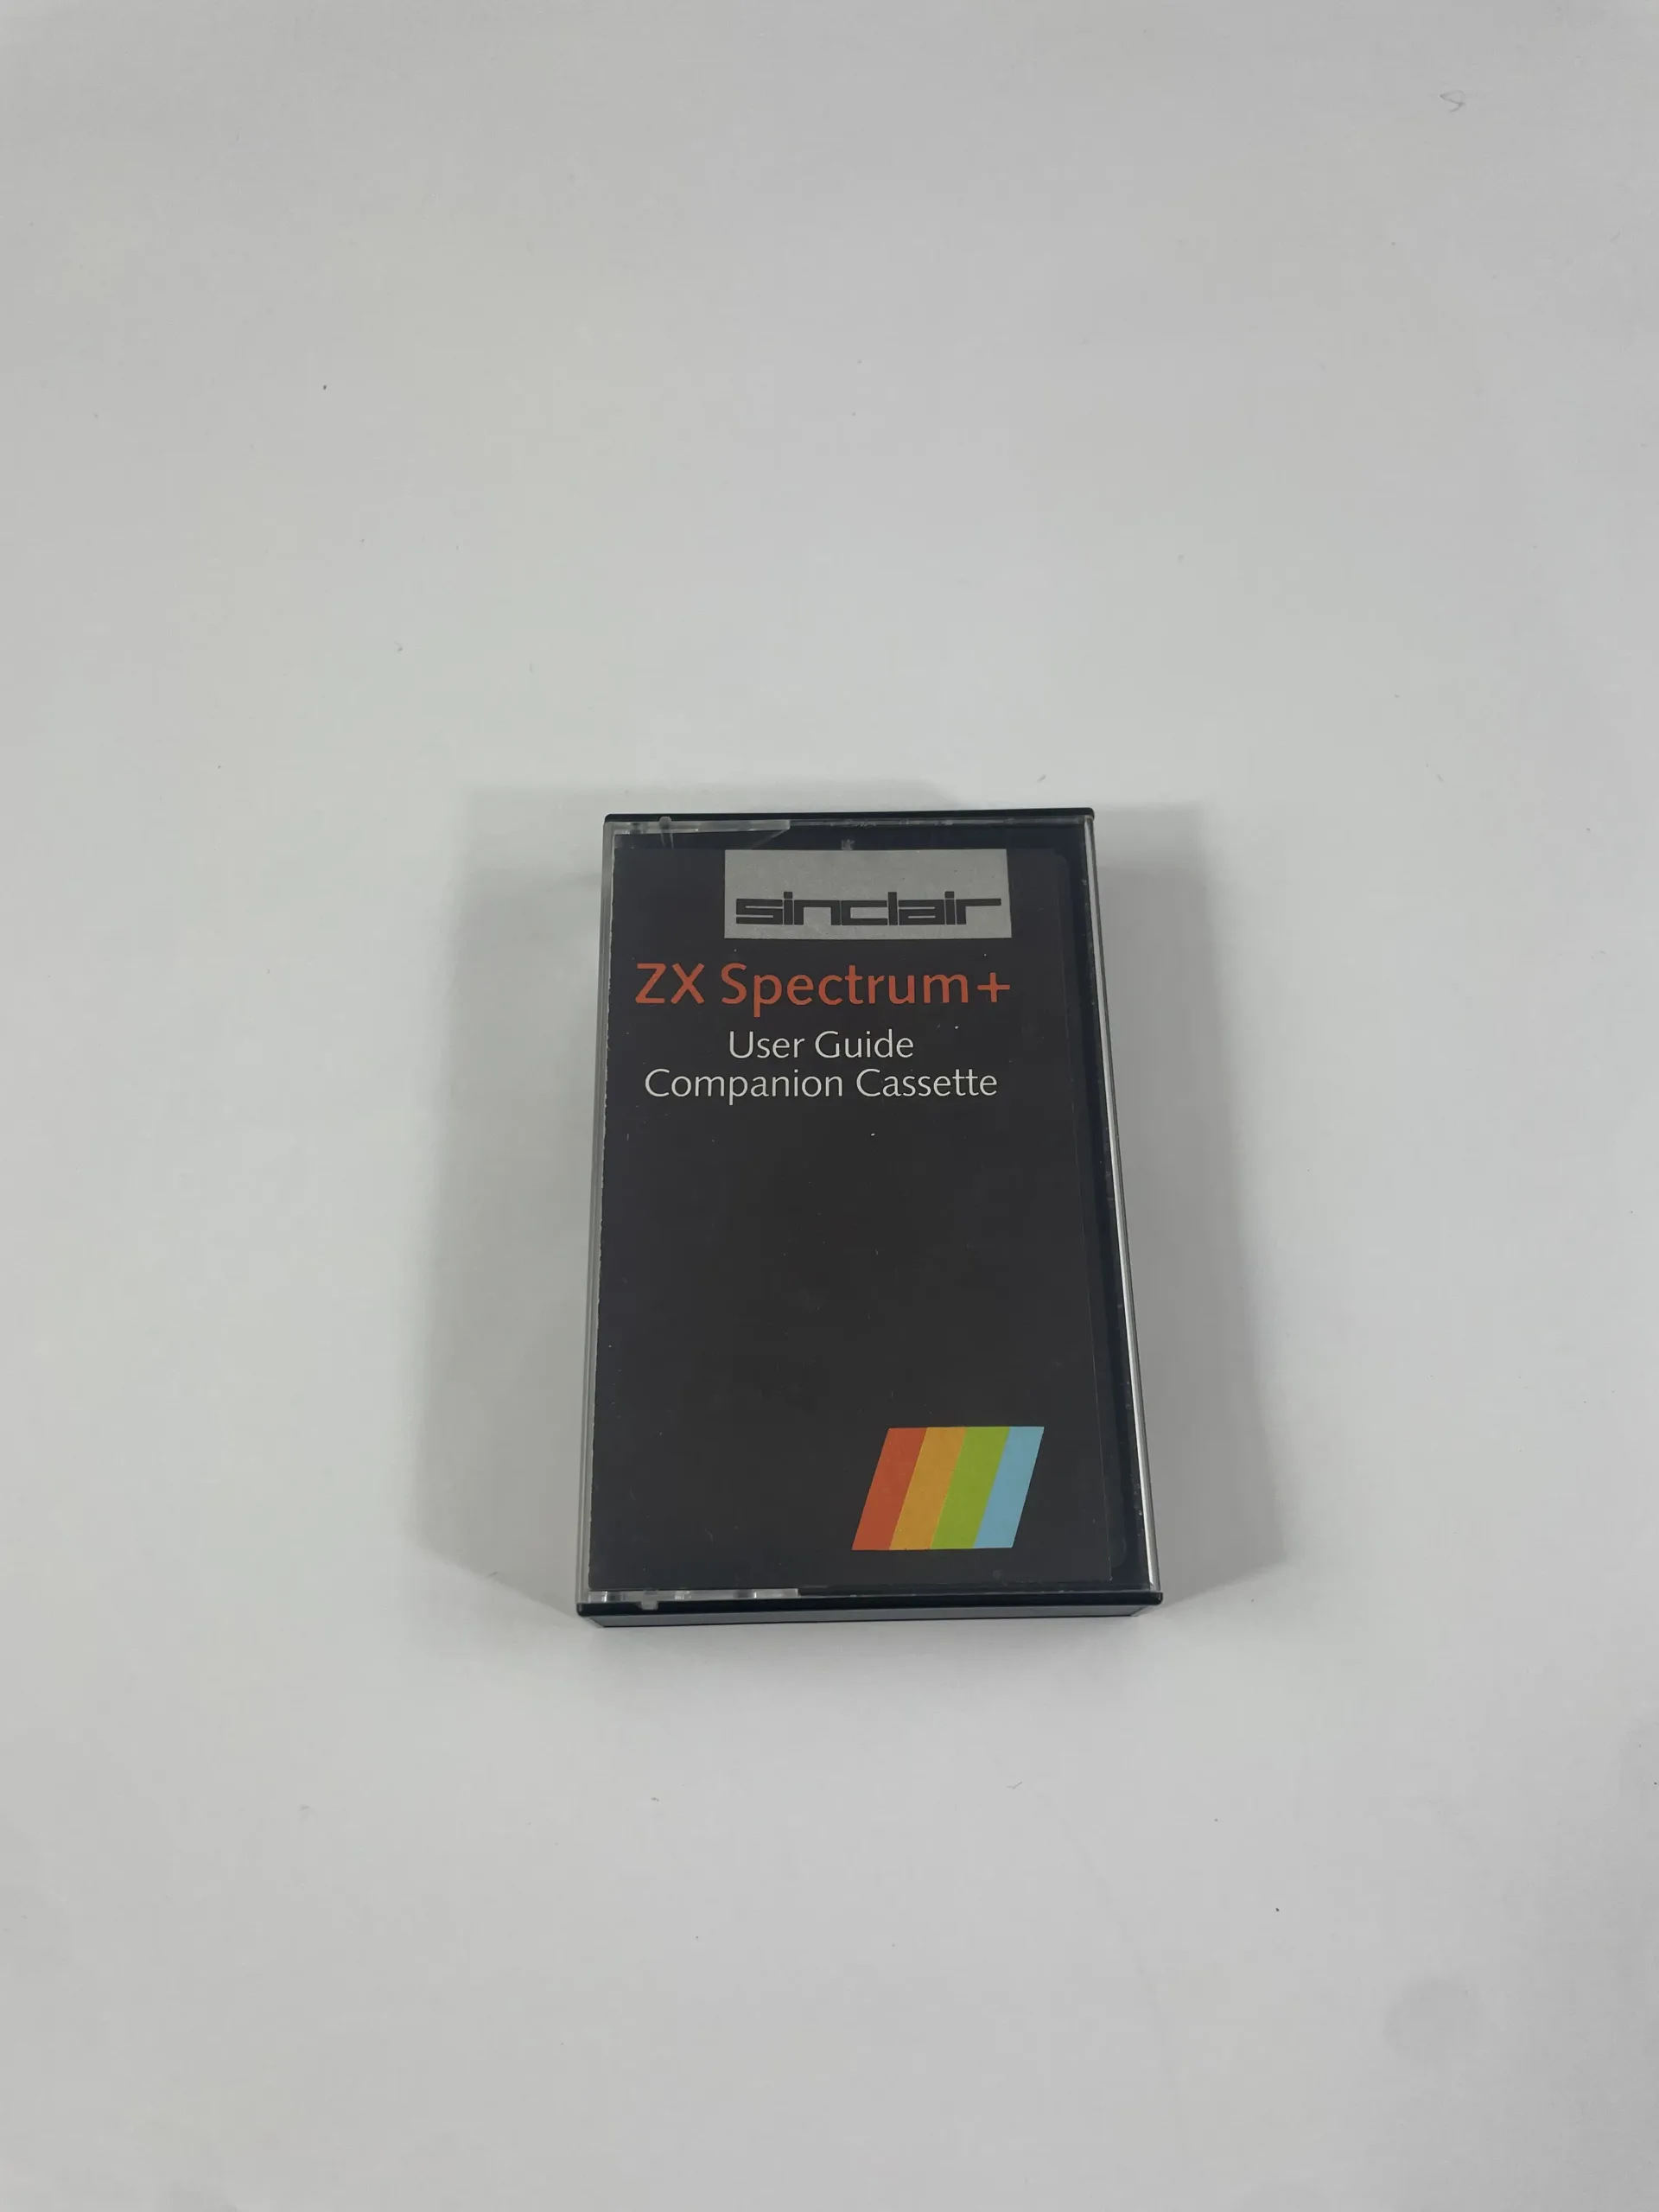 sinclair
ZX Spectrum+
User Guide
Companion Cassette